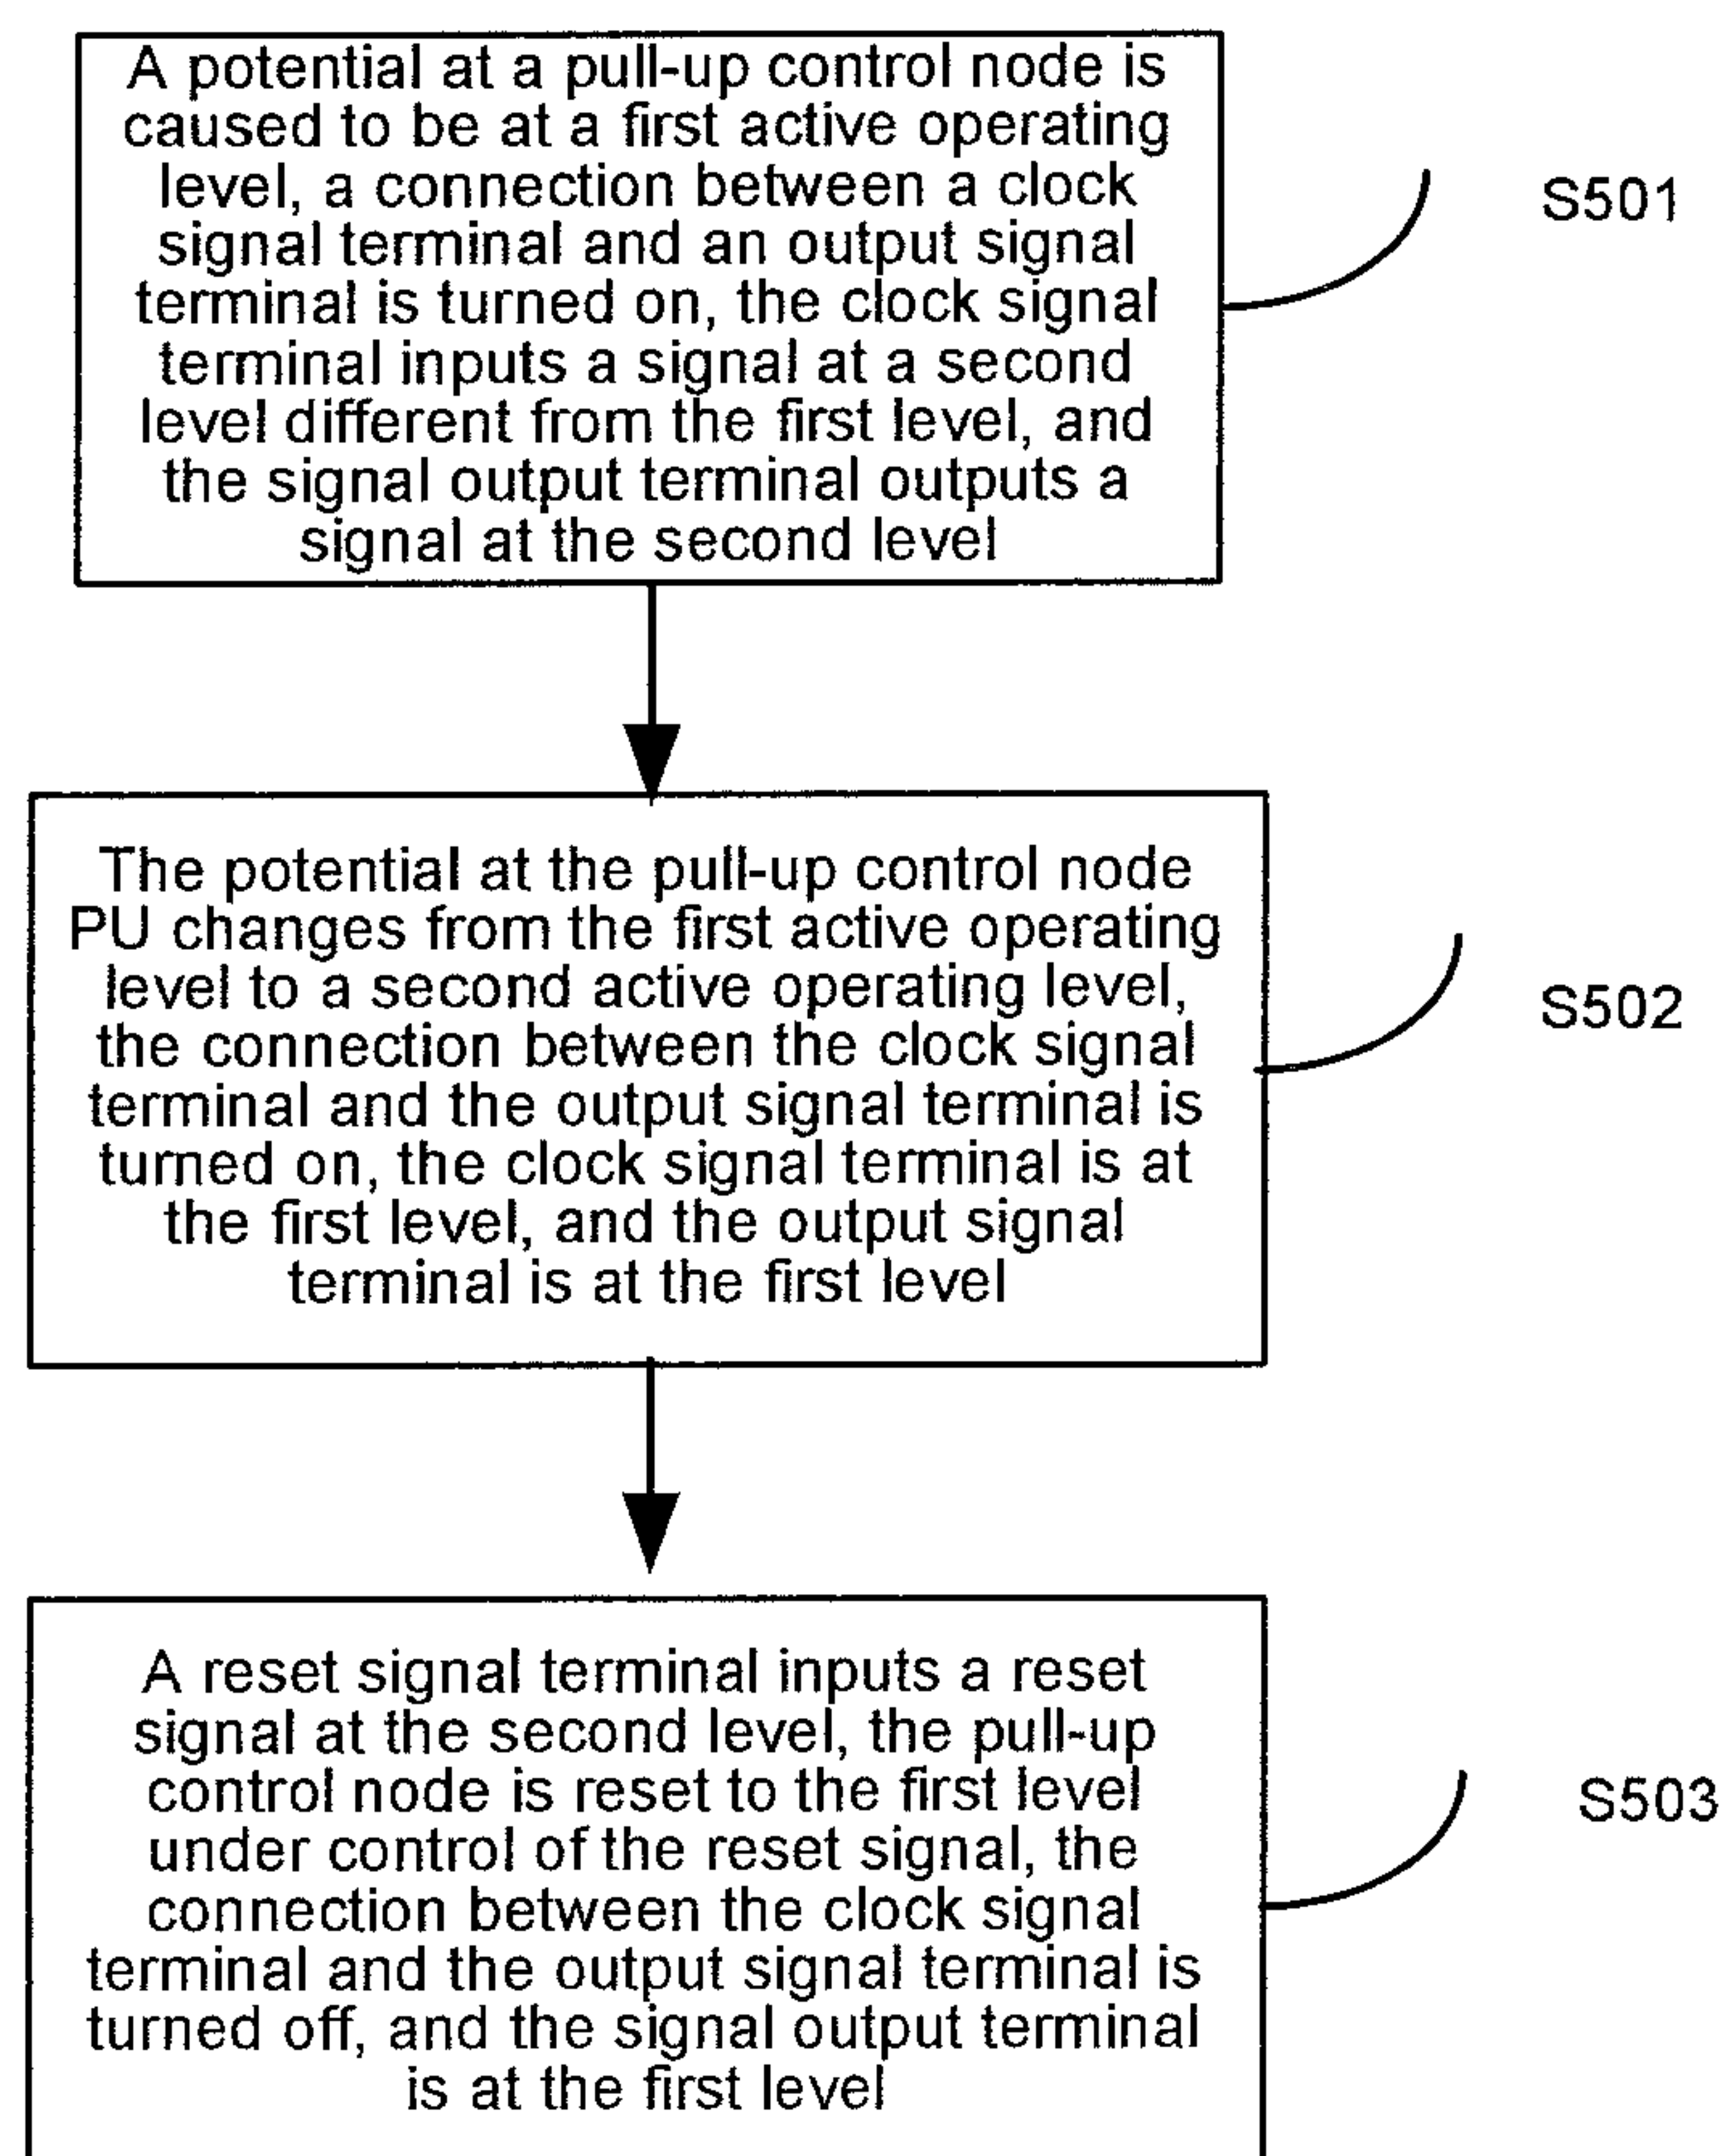 A potential at a pull-up control node is
caused to be at a first active operating
level, a connection between a clock
signal terminal and an output signal
terminal is turned on, the clock signal
terminal inputs a signal at a second
level different from the first level, and
the signal output terminal outputs a
signal at the second level
S501
The potential at the pull-up control node
PU changes from the first active operating
level to a second active operating level,
the connection between the clock signal
terminal and the output signal terminal is
turned on, the clock signal terminal is at
the first level, and the output signal
terminal is at the first level
S502
A reset signal terminal inputs a reset
signal at the second level, the pull-up
control node is reset to the first level
under control of the reset signal, the
connection between the clock signal
terminal and the output signal terminal is
turned off, and the signal output terminal
is at the first level
S503